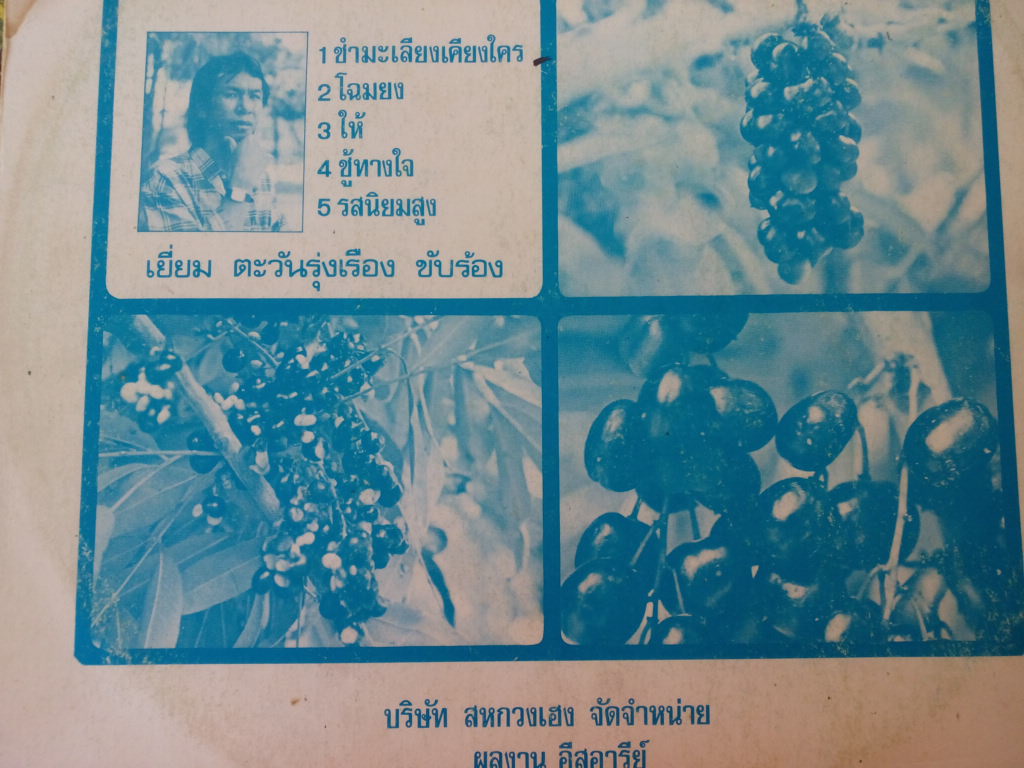 1 ชำมะเลียงเคียงใคร
2 โฉมยง
3 ให้
4 ชู้ทางใจ
5 รสนิยมสูง
เยี่ยม ตะวันรุ่งเรือง ขับร้อง
บริษัท สหกวงเฮง จัดจำหน่าย
ผลงาน อีสอารีย์